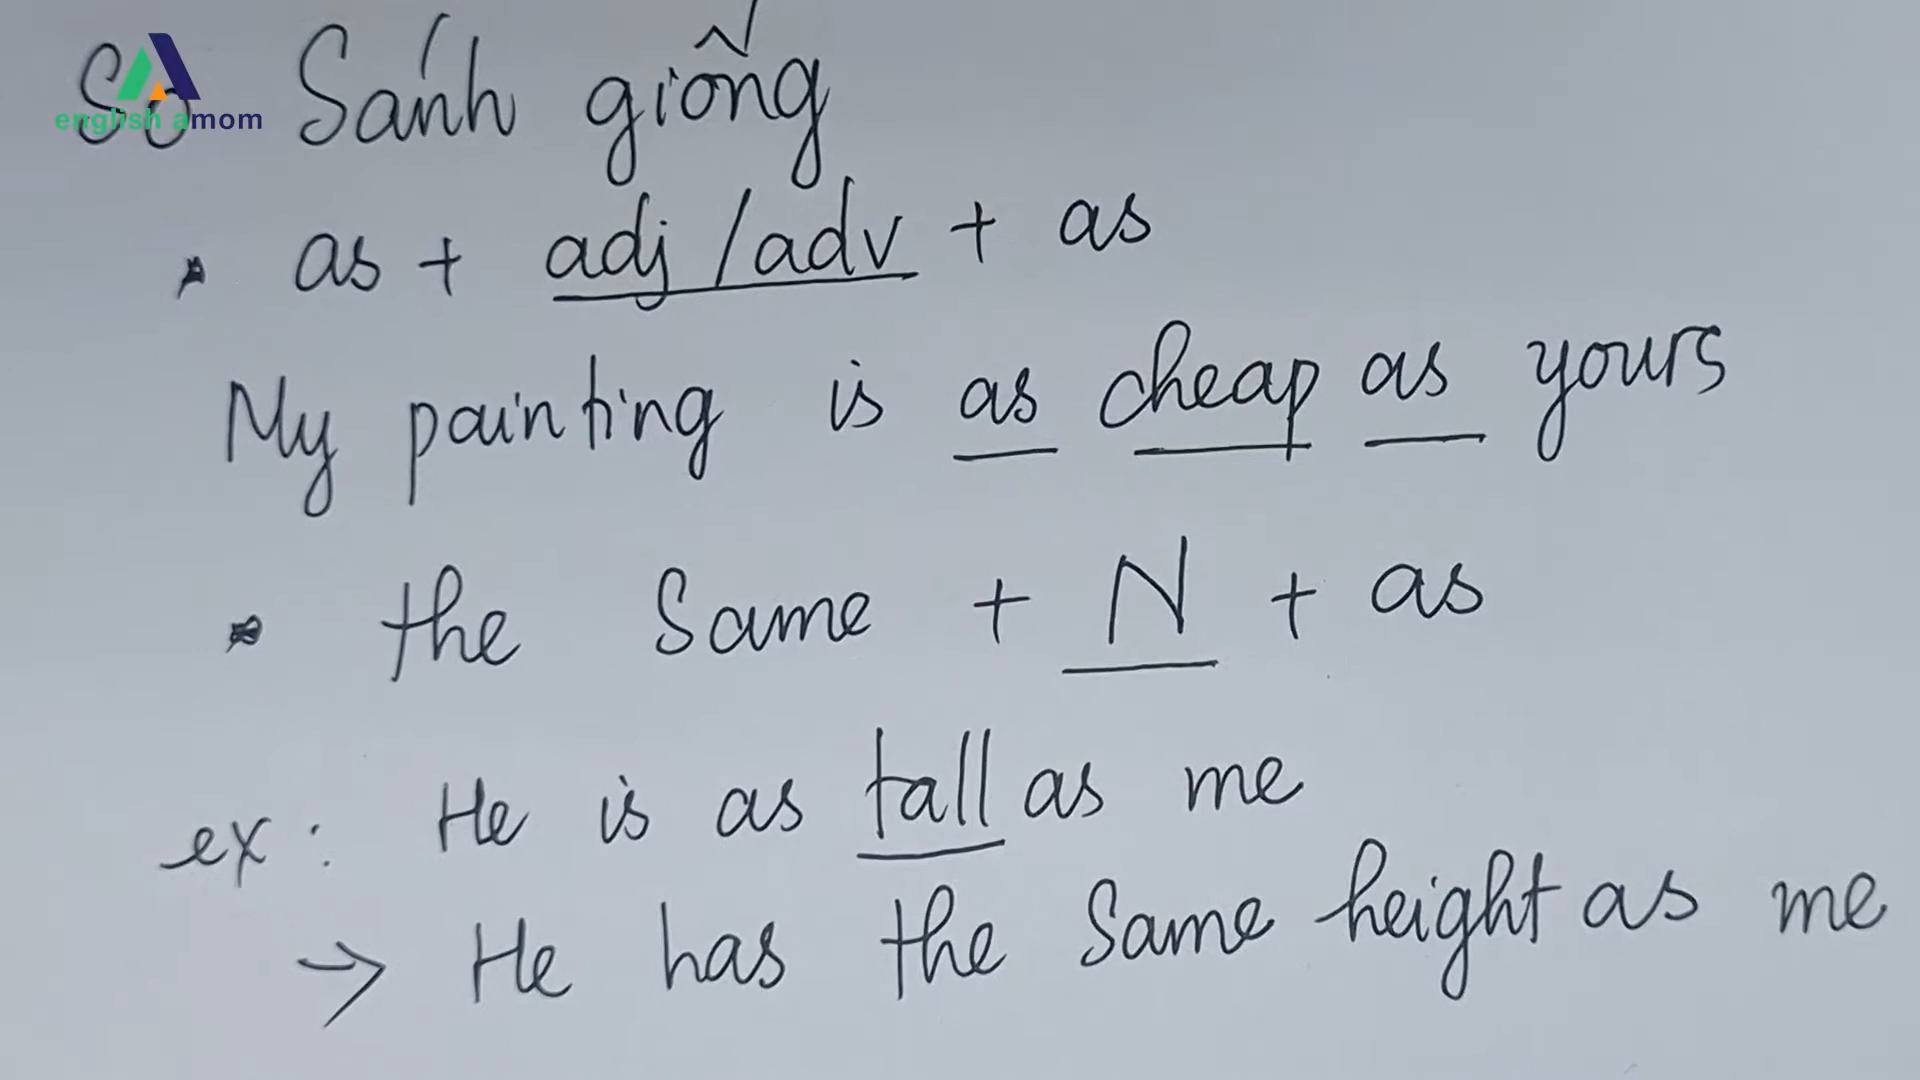 So Sánh giống
english amom
* as + adj / adv + as
My painting is as cheap as yours
* the Same + N + as
ex : He is as tall as me
→ He has the Same height as me